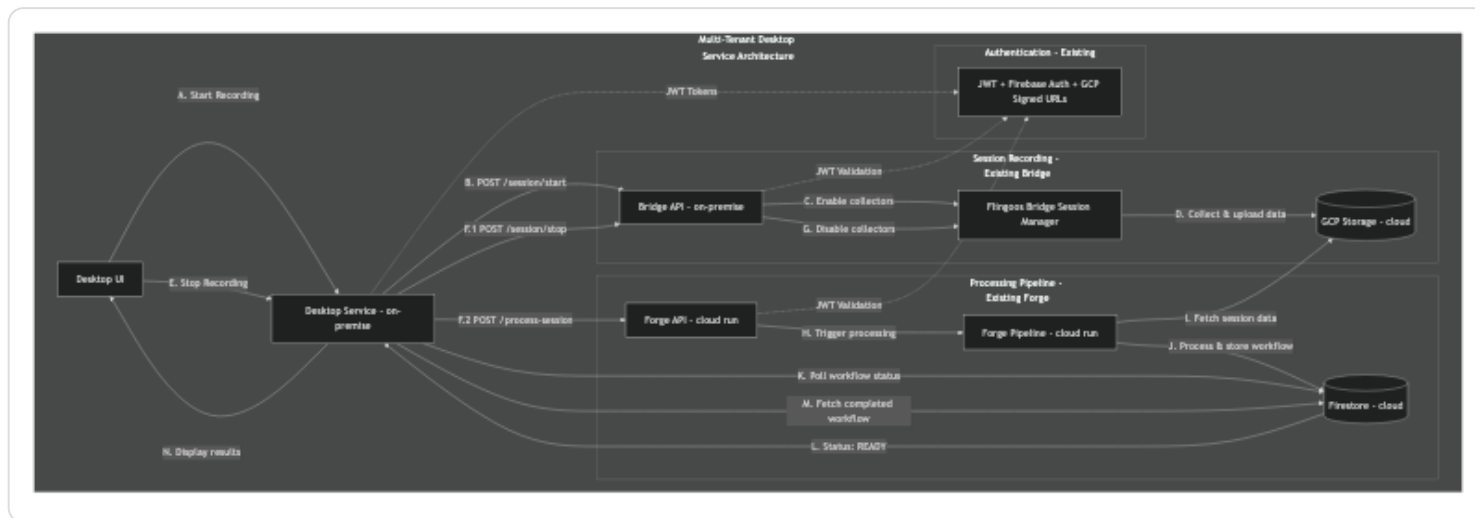 Multi-Tenant Desktop
Service Architecture
Authentication - Existing
JWT + Firebase Auth + GCP
Signed URLs
A. Start Recording
JWT Tokens
Session Recording -
Existing Bridge
JWT Validation
B. POST /session/start
Bridge API - on-premise
C. Enable collectors
Flingoos Bridge Session
Manager
D. Collect & upload data
GCP Storage - cloud
F.1 POST /session/stop
G. Disable collectors
Desktop UI
E. Stop Recording
Processing Pipeline -
Existing Forge
Desktop Service - on-
premise
JWT Validation
F.2 POST /process-session
Forge API - cloud run
H. Trigger processing
Forge Pipeline - cloud run
I. Fetch session data
J. Process & store workflow
K. Poll workflow status
M. Fetch completed
workflow
Firestore - cloud
L. Status: READY
N. Display results